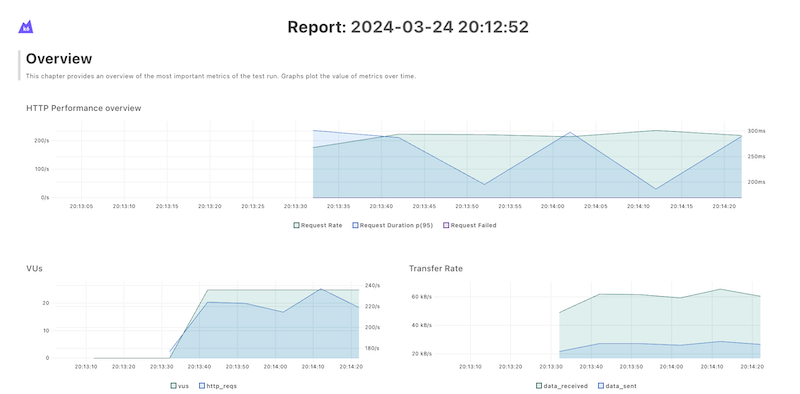 k6
Report: 2024-03-24 20:12:52
Overview
This chapter provides an overview of the most important metrics of the test run. Graphs plot the value of metrics over time.
HTTP Performance overview
300ms
200/s
250ms
100/s
200ms
0/s
20:13:05 20:13:10 20:13:15 20:13:20 20:13:25 20:13:30 20:13:35 20:13:40 20:13:45 20:13:50 20:13:55 20:14:00 20:14:05 20:14:10 20:14:15 20:14:20
Request Rate Request Duration p(95) Request Failed
VUs
240/s
20
220/s
10
200/s
180/s
0
20:13:10 20:13:20 20:13:30 20:13:40 20:13:50 20:14:00 20:14:10 20:14:20
vus http_reqs
Transfer Rate
60 kB/s
40 kB/s
20 kB/s
20:13:10 20:13:20 20:13:30 20:13:40 20:13:50 20:14:00 20:14:10 20:14:20
data_received data_sent